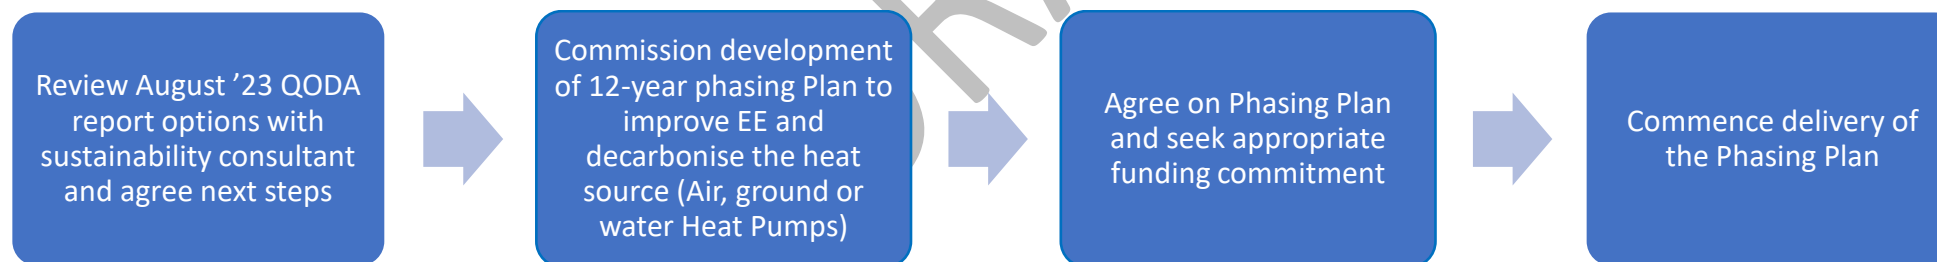 Review August ’23 QODA
report options with
sustainability consultant
and agree next steps
Commission development
of 12-year phasing Plan to
improve EE and
decarbonise the heat
source (Air, ground or
water Heat Pumps)
Agree on Phasing Plan
and seek appropriate
funding commitment
Commence delivery of
the Phasing Plan